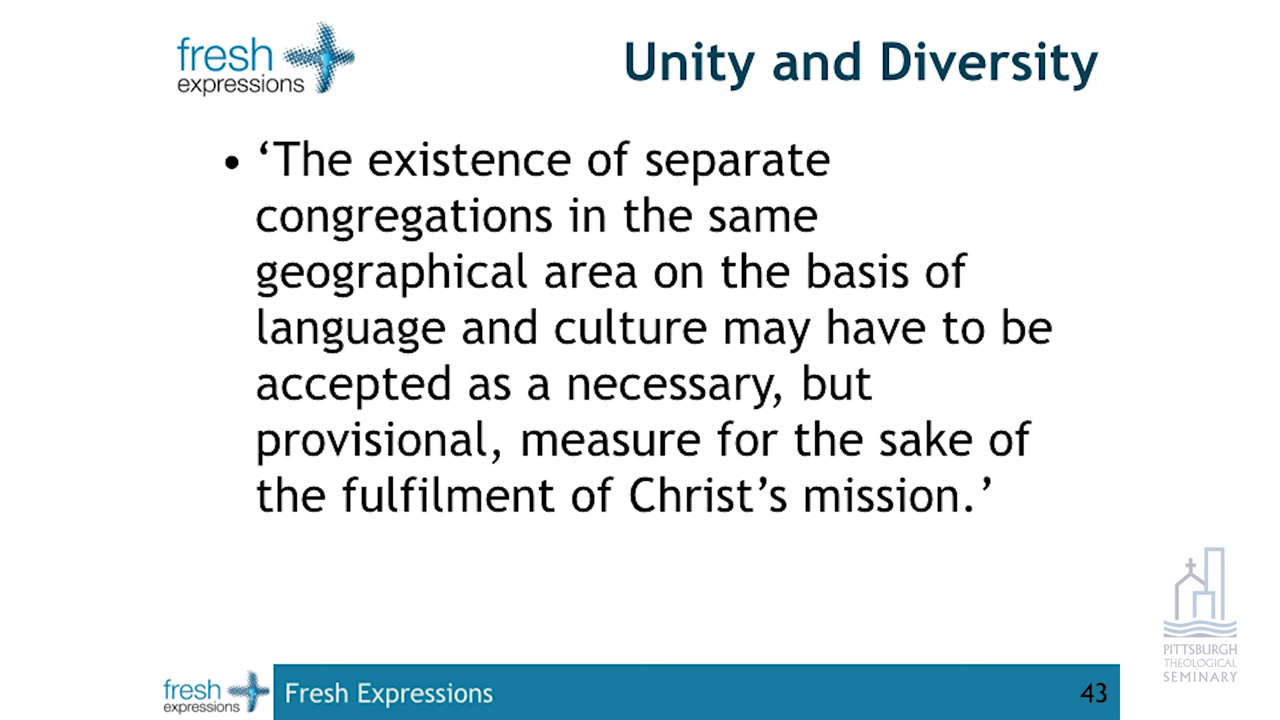 fresh
expressions
Unity and Diversity
• ‘The existence of separate
congregations in the same
geographical area on the basis of
language and culture may have to be
accepted as a necessary, but
provisional, measure for the sake of
the fulfilment of Christ’s mission.’
PITTSBURGH
THEOLOGICAL
SEMINARY
fresh
expressions
Fresh Expressions
43